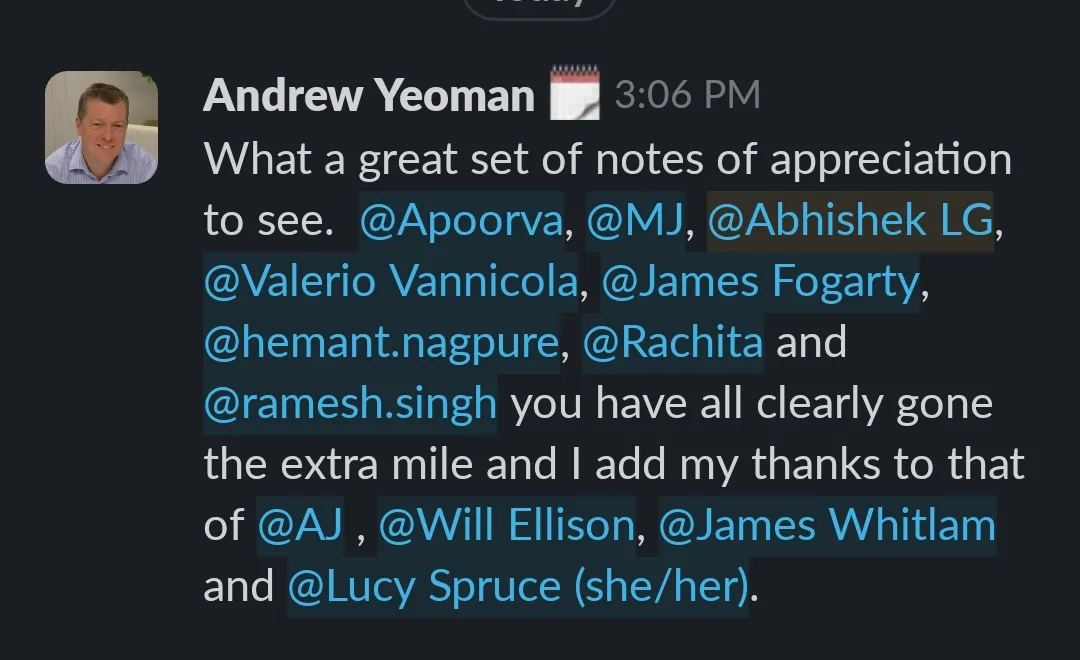 Today
Andrew Yeoman 3:06 PM
What a great set of notes of appreciation
to see. @Apoorva, @MJ, @Abhishek LG,
@Valerio Vannicola, @James Fogarty,
@hemant.nagpure, @Rachita and
@ramesh.singh you have all clearly gone
the extra mile and I add my thanks to that
of @AJ , @Will Ellison, @James Whitlam
and @Lucy Spruce (she/her).